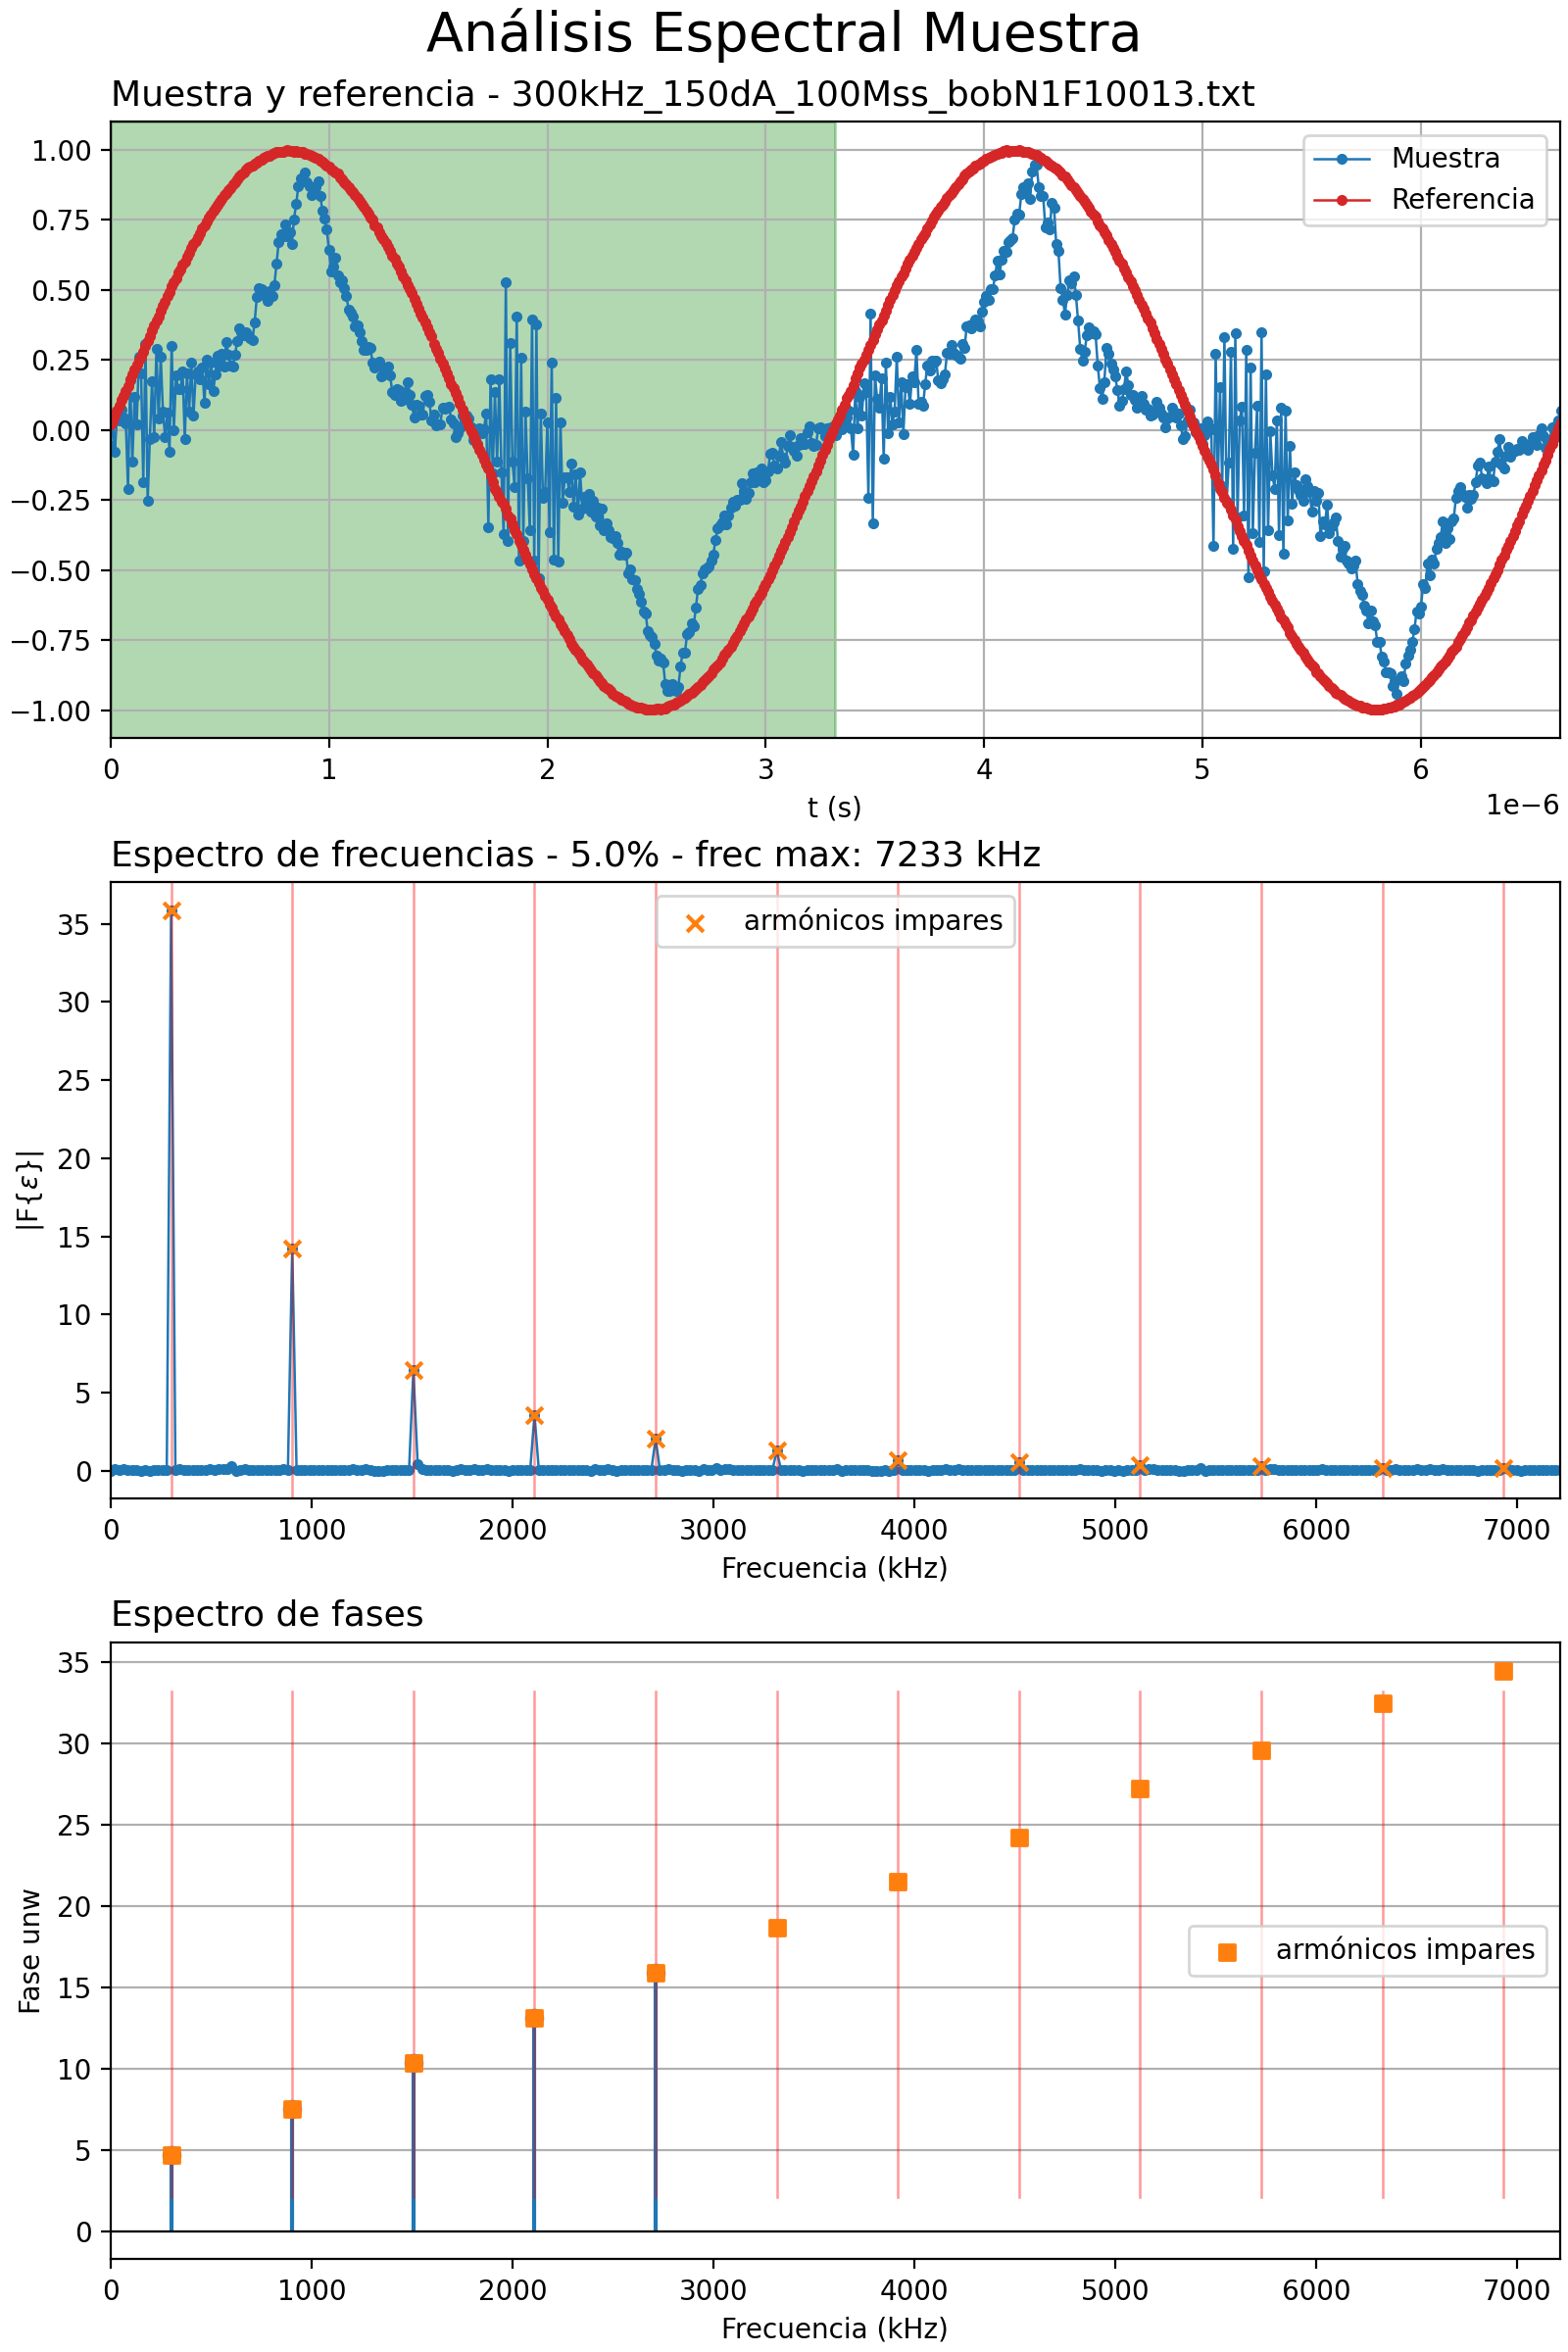 Análisis Espectral Muestra
Muestra y referencia - 300kHz_150dA_100Mss_bobN1F10013.txt
1.00
0.75
0.50
0.25
0.00
−0.25
−0.50
−0.75
−1.00
Muestra
Referencia
0 1 2 3 4 5 6
t (s)
1e−6
Espectro de frecuencias - 5.0% - frec max: 7233 kHz
|F{ε}|
35
30
25
20
15
10
5
0
armónicos impares
0 1000 2000 3000 4000 5000 6000 7000
Frecuencia (kHz)
Espectro de fases
Fase unw
35
30
25
20
15
10
5
0
armónicos impares
0 1000 2000 3000 4000 5000 6000 7000
Frecuencia (kHz)